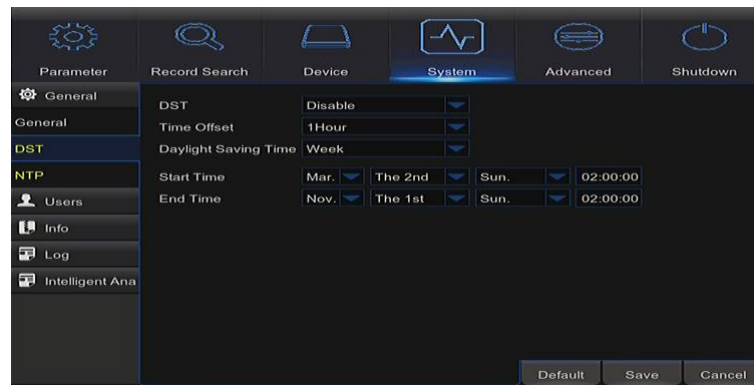 Parameter Record Search Device System Advanced Shutdown
General
General
DST
NTP
Users
Info
Log
Intelligent Ana
DST Disable
Time Offset 1Hour
Daylight Saving Time Week
Start Time Mar. The 2nd Sun. 02:00:00
End Time Nov. The 1st Sun. 02:00:00
Default Save Cancel